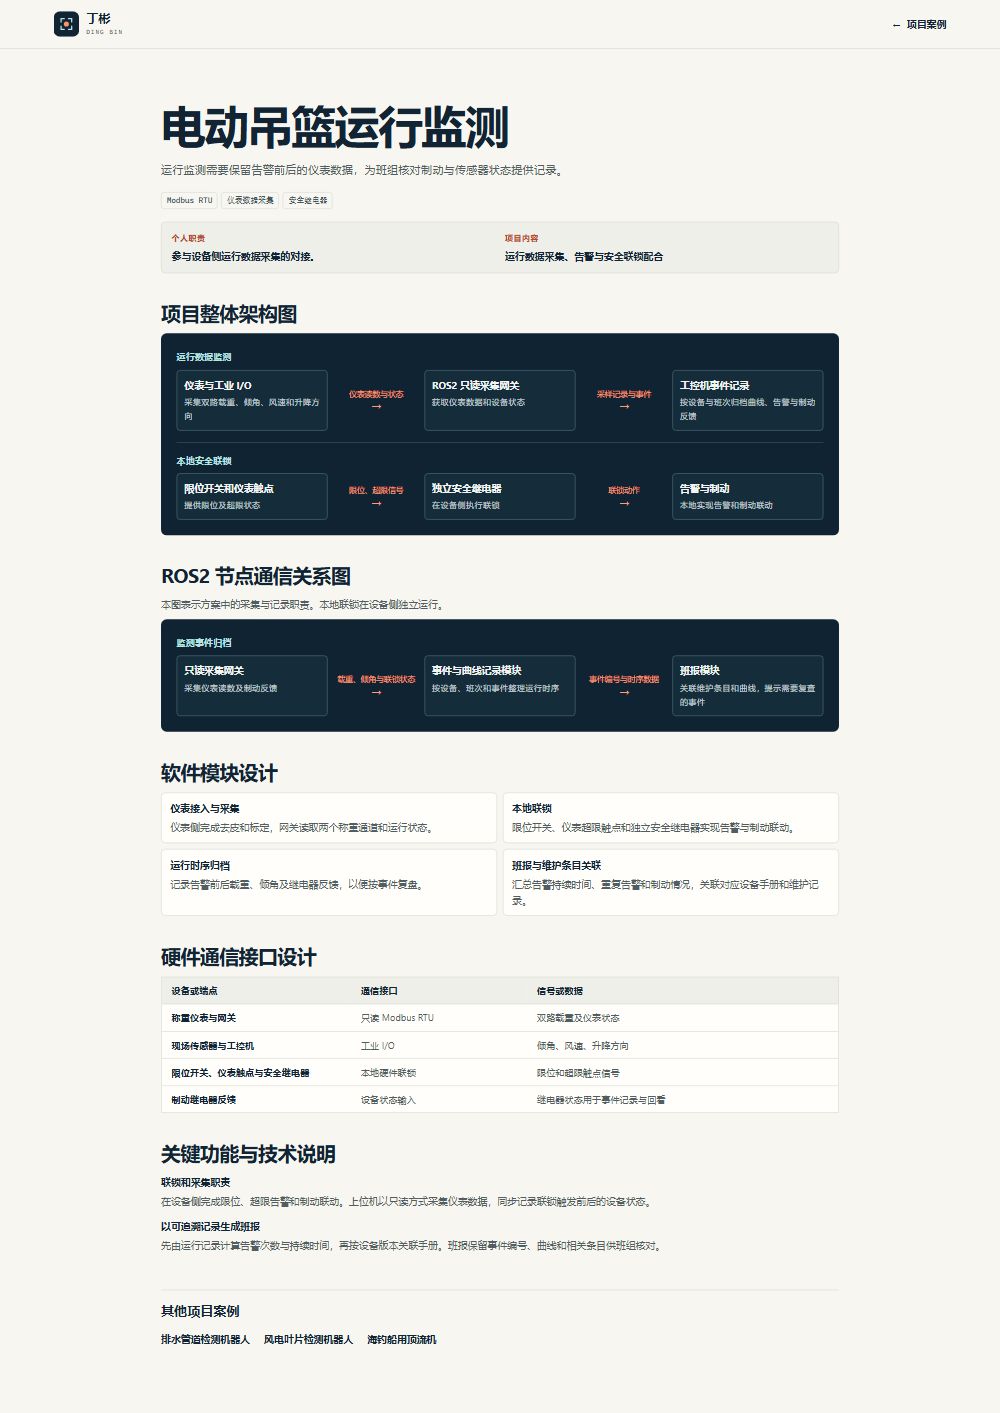 丁彬
DING BIN
← 项目案例
电动吊篮运行监测
运行监测需要保留告警前后的仪表数据，为班组核对制动与传感器状态提供记录。
Modbus RTU 仪表数据采集 安全继电器
个人职责 项目内容
参与设备侧运行数据采集的对接。 运行数据采集、告警与安全联锁配合
项目整体架构图
运行数据监测
仪表与工业 I/O
采集双路载重、倾角、风速和升降方
向
仪表读数与状态
→
ROS2 只读采集网关
获取仪表数据和设备状态
采样记录与事件
→
工控机事件记录
按设备与班次归档曲线、告警与制动
反馈
本地安全联锁
限位开关和仪表触点
提供限位及超限状态
限位、超限信号
→
独立安全继电器
在设备侧执行联锁
联锁动作
→
告警与制动
本地实现告警和制动联动
ROS2 节点通信关系图
本图表示方案中的采集与记录职责。本地联锁在设备侧独立运行。
监测事件归档
只读采集网关
采集仪表读数及制动反馈
载重、倾角与联锁状态
→
事件与曲线记录模块
按设备、班次和事件整理运行时序
事件编号与时序数据
→
班报模块
关联维护条目和曲线，提示需要复查
的事件
软件模块设计
仪表接入与采集
仪表侧完成去皮和标定，网关读取两个称重通道和运行状态。
本地联锁
限位开关、仪表超限触点和独立安全继电器实现告警与制动联动。
运行时序归档
记录告警前后载重、倾角及继电器反馈，以便按事件复盘。
班报与维护条目关联
汇总告警持续时间、重复告警和制动情况，关联对应设备手册和维护记
录。
硬件通信接口设计
设备或端点 通信接口 信号或数据
称重仪表与网关 只读 Modbus RTU 双路载重及仪表状态
现场传感器与工控机 工业 I/O 倾角、风速、升降方向
限位开关、仪表触点与安全继电器 本地硬件联锁 限位和超限触点信号
制动继电器反馈 设备状态输入 继电器状态用于事件记录与回看
关键功能与技术说明
联锁和采集职责
在设备侧完成限位、超限告警和制动联动。上位机以只读方式采集仪表数据，同步记录联锁触发前后的设备状态。
以可追溯记录生成班报
先由运行记录计算告警次数与持续时间，再按设备版本关联手册。班报保留事件编号、曲线和相关条目供班组核对。
其他项目案例
排水管道检测机器人 风电叶片检测机器人 海钓船用顶流机